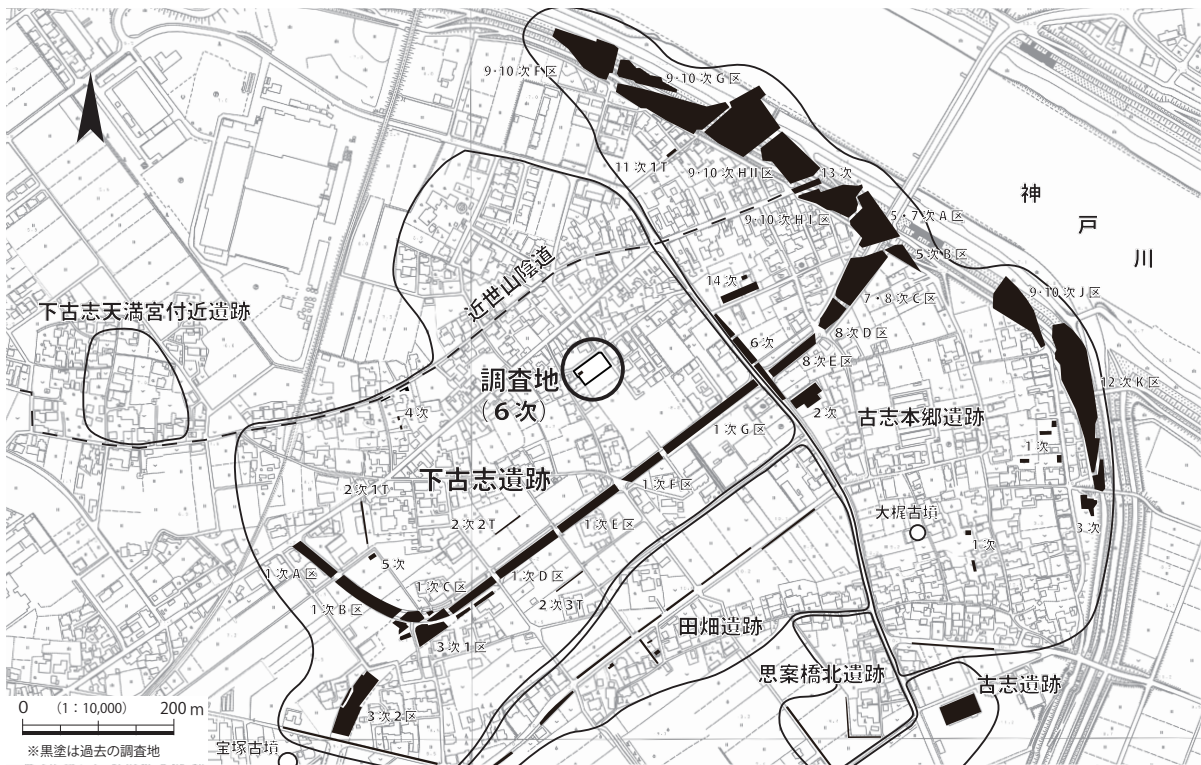 9・10次F区
9・10次G区
11次1T
9・10次HⅡ区
13次
9・10次HⅠ区
5・7次A区
5次B区
神戸川
近世山陰道
14次
7・8次C区
9・10次J区
下古志天満宮付近遺跡
6次
8次D区
8次E区
調査地
（６次）
12次K区
4次
2次
古志本郷遺跡
1次G区
1次
下古志遺跡
1次F区
2次1T
2次2T
1次E区
大梶古墳
3次
1次
5次
1次A区
1次D区
1次C区
1次B区
2次3T
田畑遺跡
3次1区
思案橋北遺跡
古志遺跡
3次2区
0 （1：10,000） 200 m
※黒塗は過去の調査地
宝塚古墳